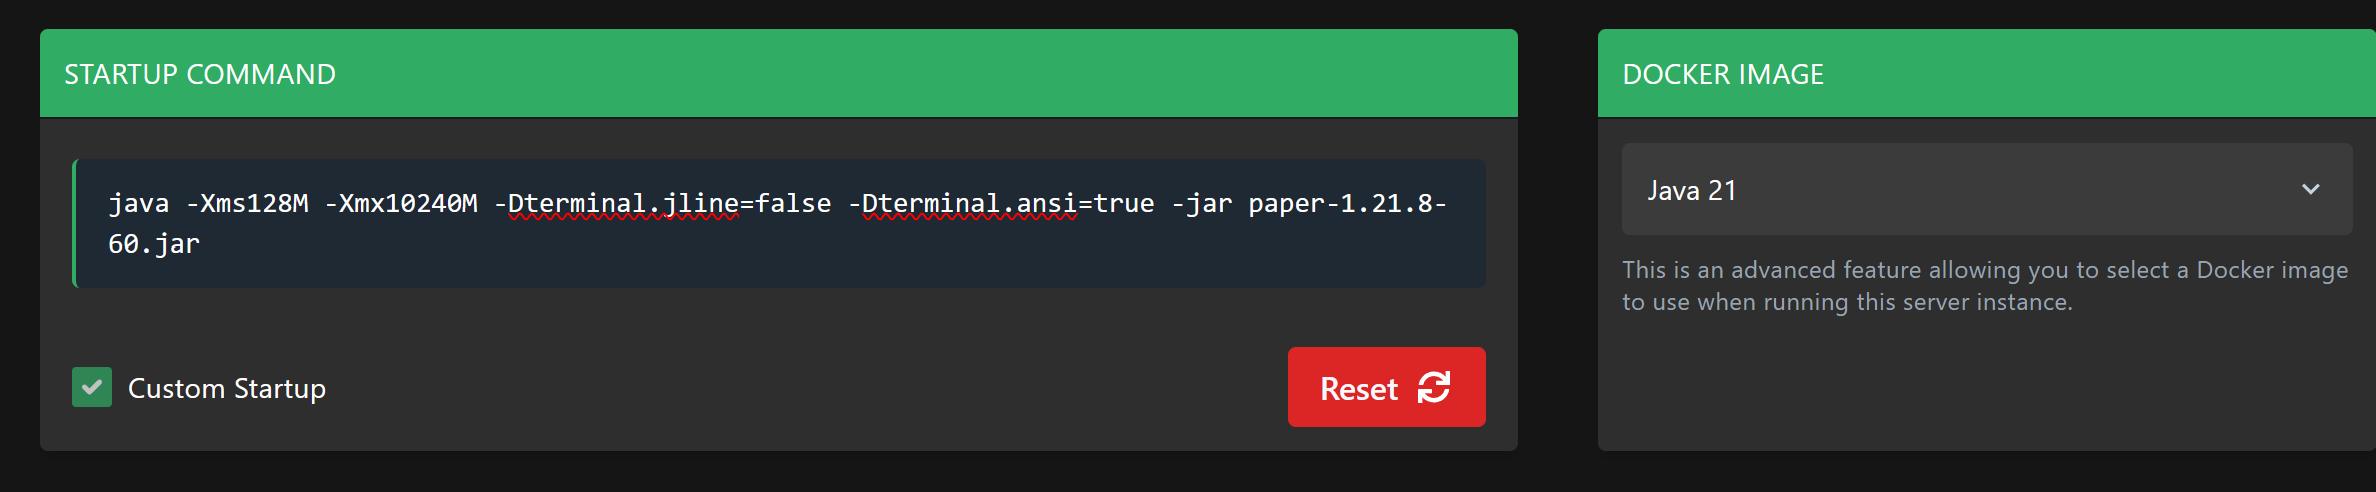 STARTUP COMMAND
java -Xms128M -Xmx10240M -Dterminal.jline=false -Dterminal.ansi=true -jar paper-1.21.8-
60.jar
Custom Startup
Reset
DOCKER IMAGE
Java 21
This is an advanced feature allowing you to select a Docker image
to use when running this server instance.